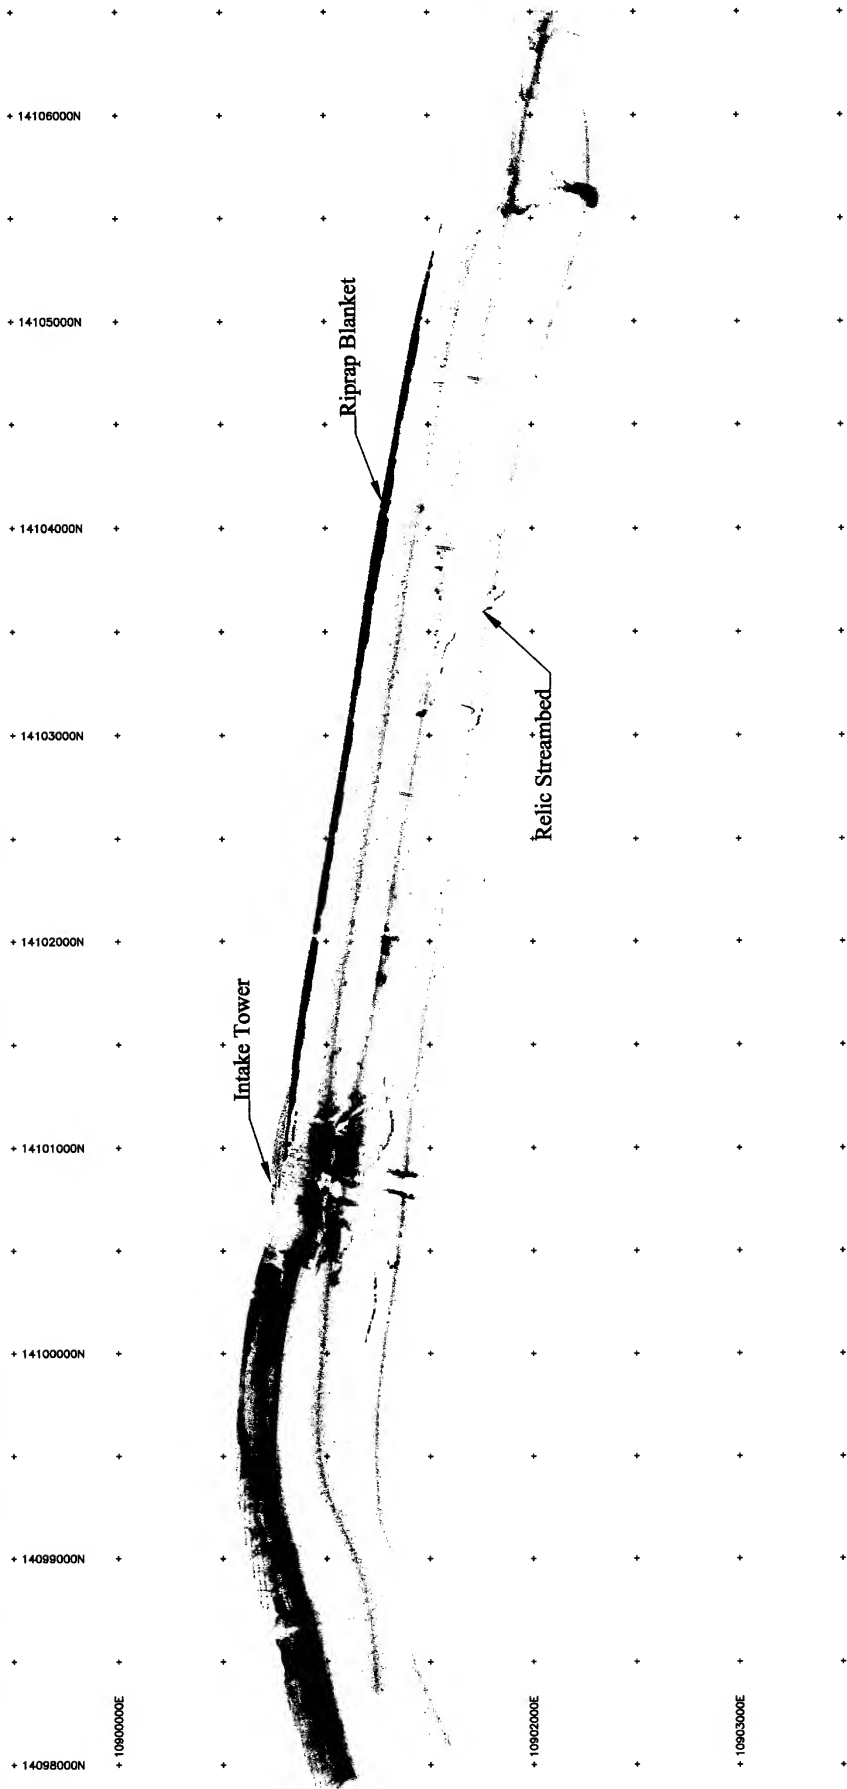 14106000N
14105000N
Riprap Blanket
14104000N
Relic Streambed
14103000N
14102000N
Intake Tower
14101000N
14100000N
14099000N
10900000E
10902000E
10903000E
14098000N